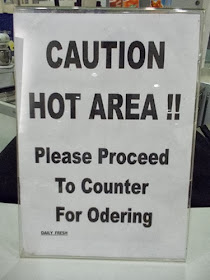 CAUTION
HOT AREA !!
Please Proceed
To Counter
For Odering
DAILY FRESH